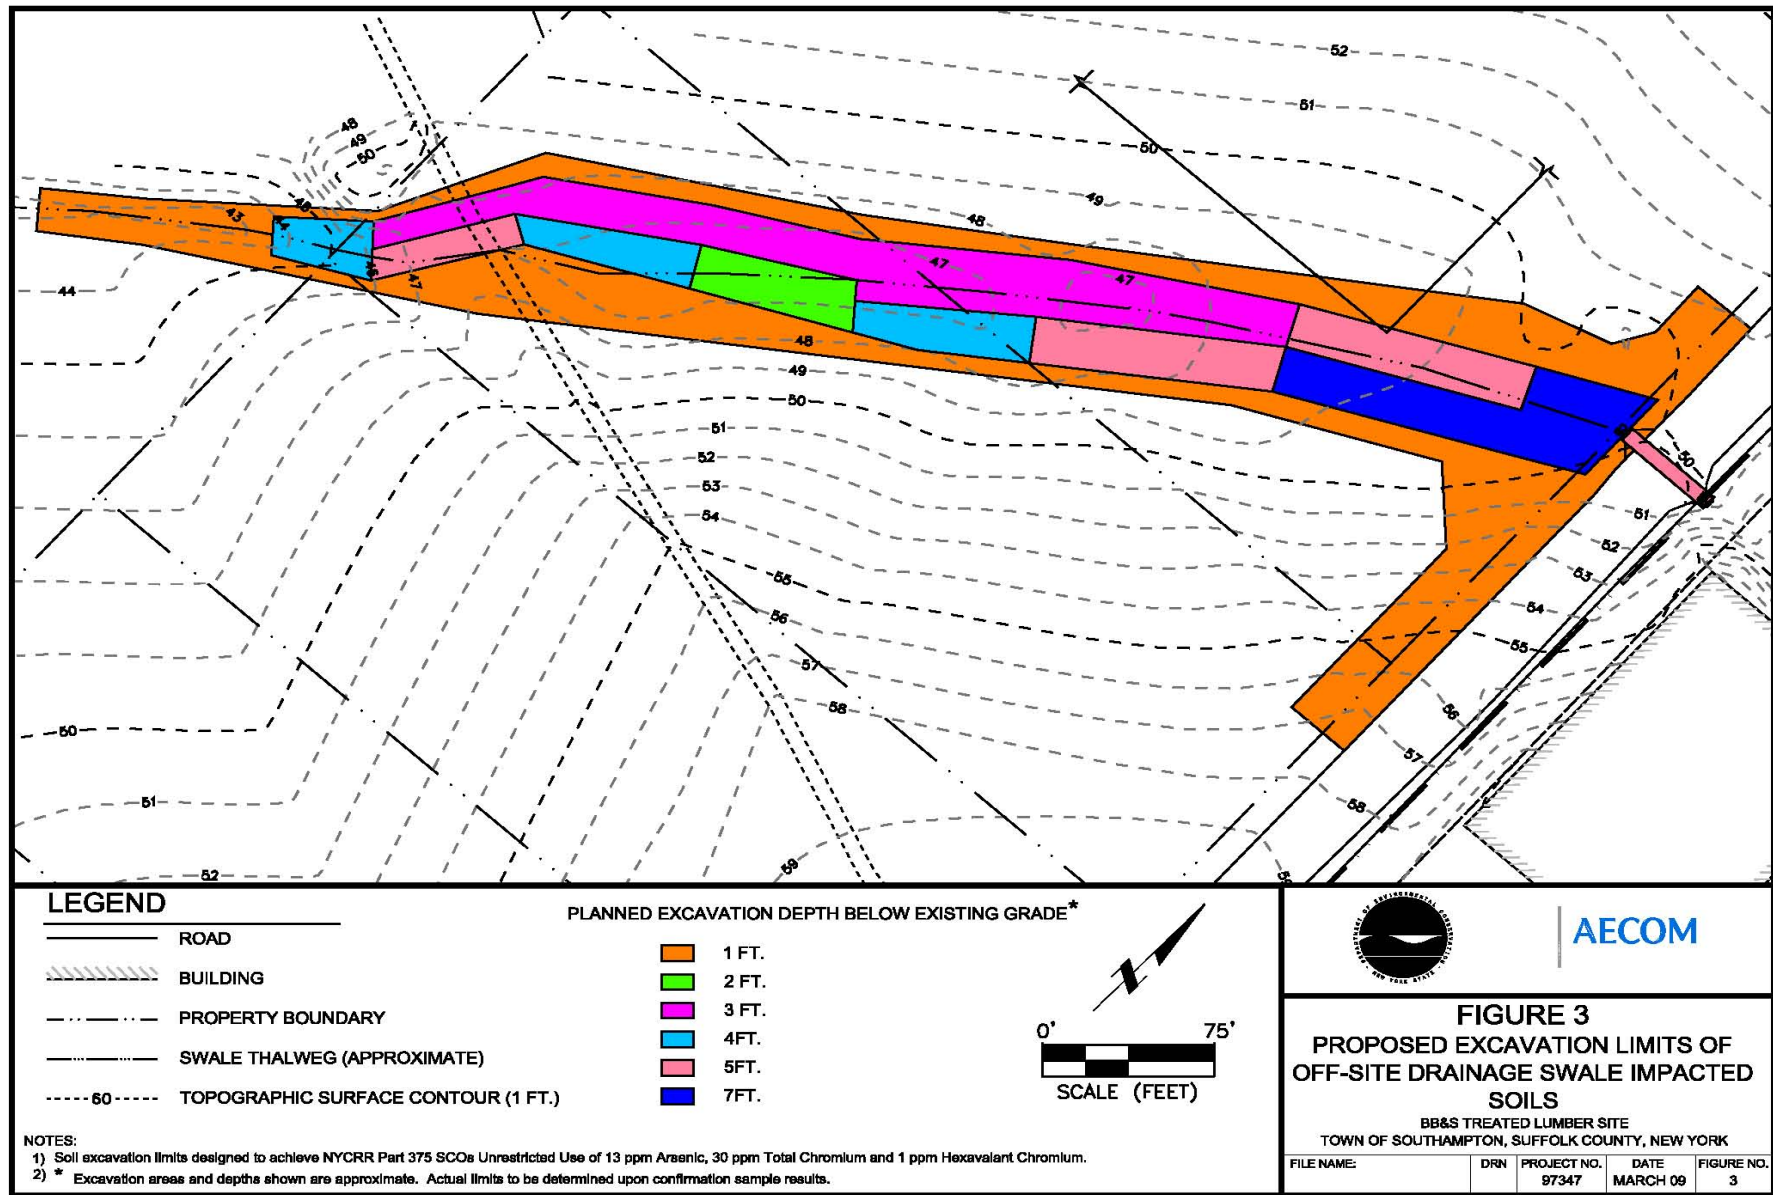 52
51
50
49
48
48
49
50
48
43
44
46
47
44
47
47
48
49
50
51
52
53
54
55
56
57
58
59
50
51
52
50
51
52
53
54
55
56
57
58
LEGEND
ROAD
BUILDING
PROPERTY BOUNDARY
SWALE THALWEG (APPROXIMATE)
50
TOPOGRAPHIC SURFACE CONTOUR (1 FT.)
PLANNED EXCAVATION DEPTH BELOW EXISTING GRADE*
1 FT.
2 FT.
3 FT.
4FT.
5FT.
7FT.
N
0' 75'
SCALE (FEET)
NOTES:
1) Soil excavation limits designed to achieve NYCRR Part 375 SCOs Unrestricted Use of 13 ppm Arsenic, 30 ppm Total Chromium and 1 ppm Hexavalant Chromium.
2) * Excavation areas and depths shown are approximate. Actual limits to be determined upon confirmation sample results.
AECOM
FIGURE 3
PROPOSED EXCAVATION LIMITS OF
OFF-SITE DRAINAGE SWALE IMPACTED
SOILS
BB&S TREATED LUMBER SITE
TOWN OF SOUTHAMPTON, SUFFOLK COUNTY, NEW YORK
FILE NAME: DRN PROJECT NO. DATE FIGURE NO.
97347 MARCH 09 3